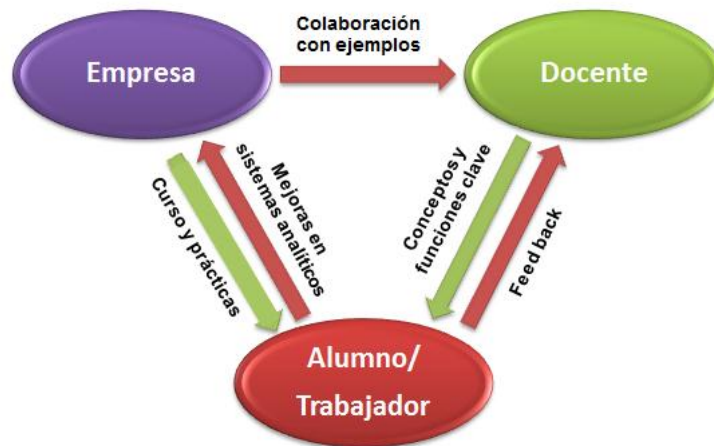 Colaboración
con ejemplos
Empresa
Docente
Curso y prácticas
Mejoras en
sistemas analíticos
Conceptos y
funciones clave
Feed back
Alumno/
Trabajador